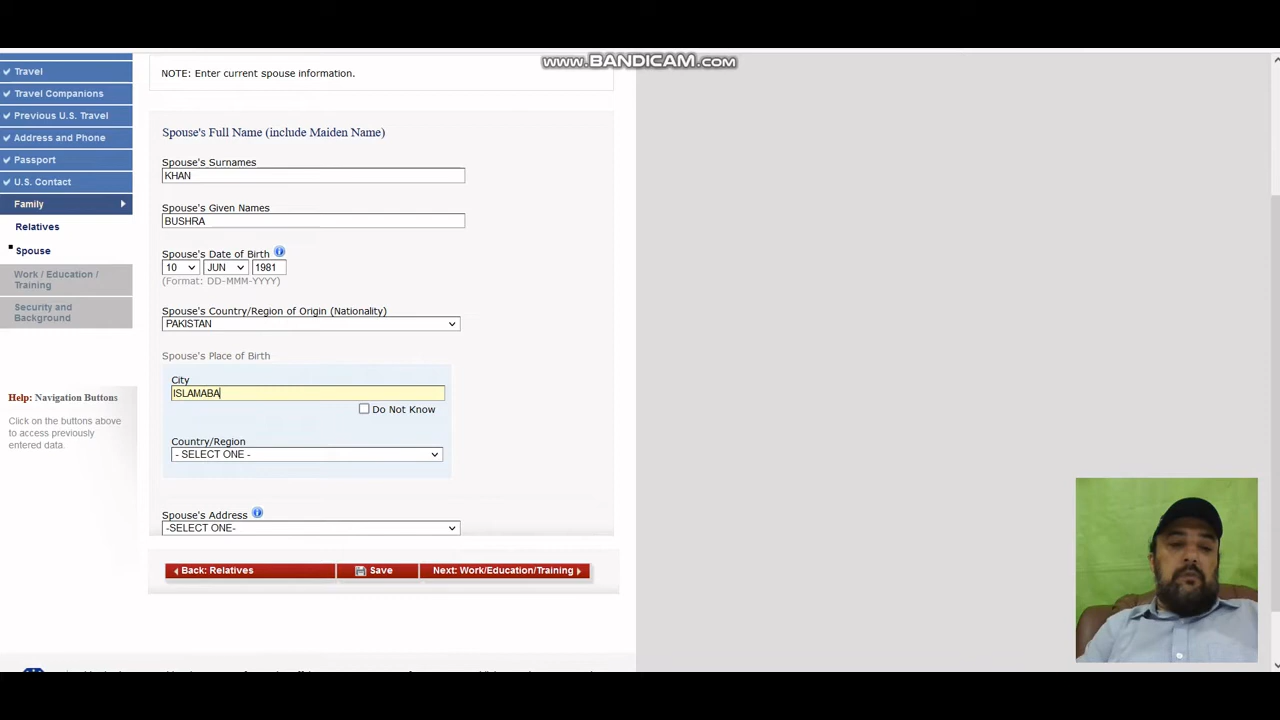 www.BANDICAM.com
Travel
Travel Companions
Previous U.S. Travel
Address and Phone
Passport
U.S. Contact
Family
Relatives
Spouse
Work / Education /
Training
Security and
Background
Help: Navigation Buttons
Click on the buttons above
to access previously
entered data.
NOTE: Enter current spouse information.
Spouse's Full Name (include Maiden Name)
Spouse's Surnames
KHAN
Spouse's Given Names
BUSHRA
Spouse's Date of Birth
10 JUN 1981
(Format: DD-MMM-YYYY)
Spouse's Country/Region of Origin (Nationality)
PAKISTAN
Spouse's Place of Birth
City
ISLAMABA
Do Not Know
Country/Region
- SELECT ONE -
Spouse's Address
-SELECT ONE-
Back: Relatives
Save
Next: Work/Education/Training